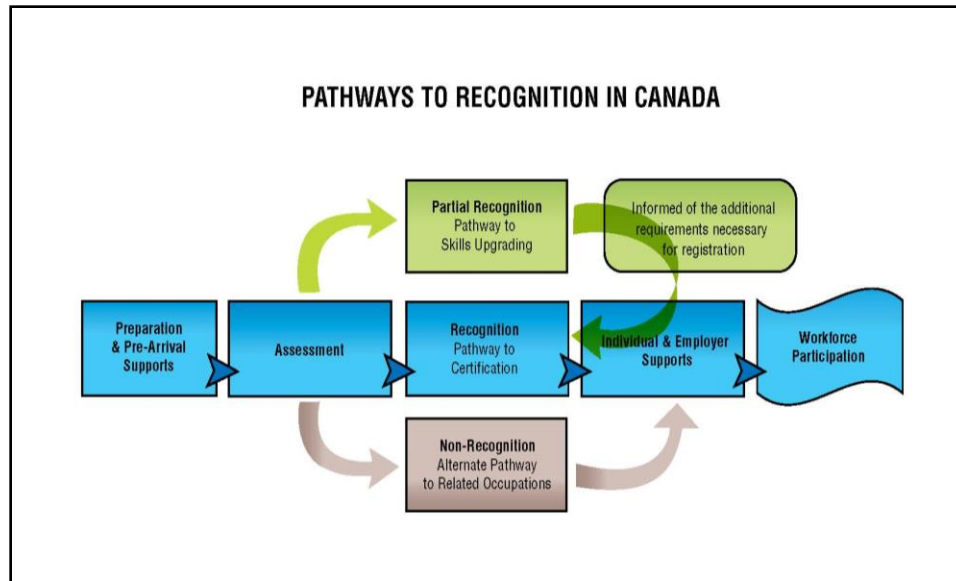 PATHWAYS TO RECOGNITION IN CANADA
Partial Recognition
Pathway to
Skills Upgrading
Informed of the additional
requirements necessary
for registration
Preparation
& Pre-Arrival
Supports
Assessment
Recognition
Pathway to
Certification
Individual & Employer
Supports
Workforce
Participation
Non-Recognition
Alternate Pathway
to Related Occupations